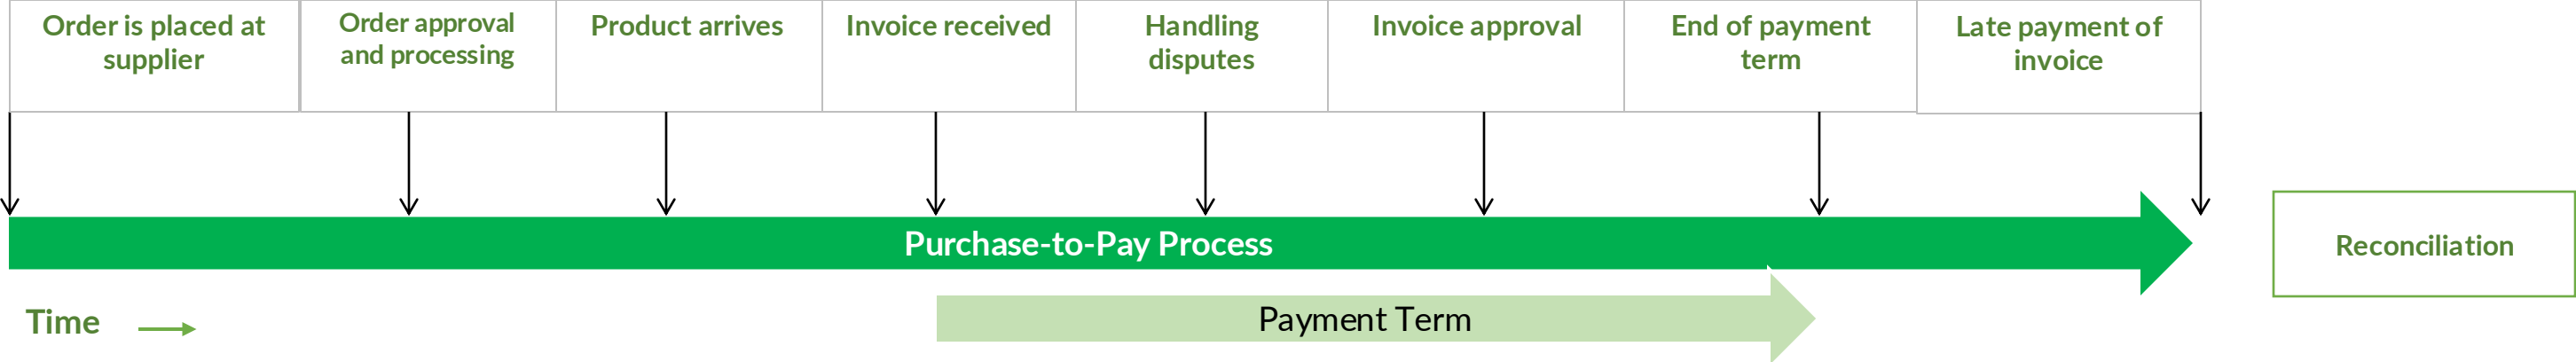 Order is placed at
supplier
Order approval
and processing
Product arrives
Invoice received
Handling
disputes
Invoice approval
End of payment
term
Late payment of
invoice
Purchase-to-Pay Process
Reconciliation
Time
Payment Term